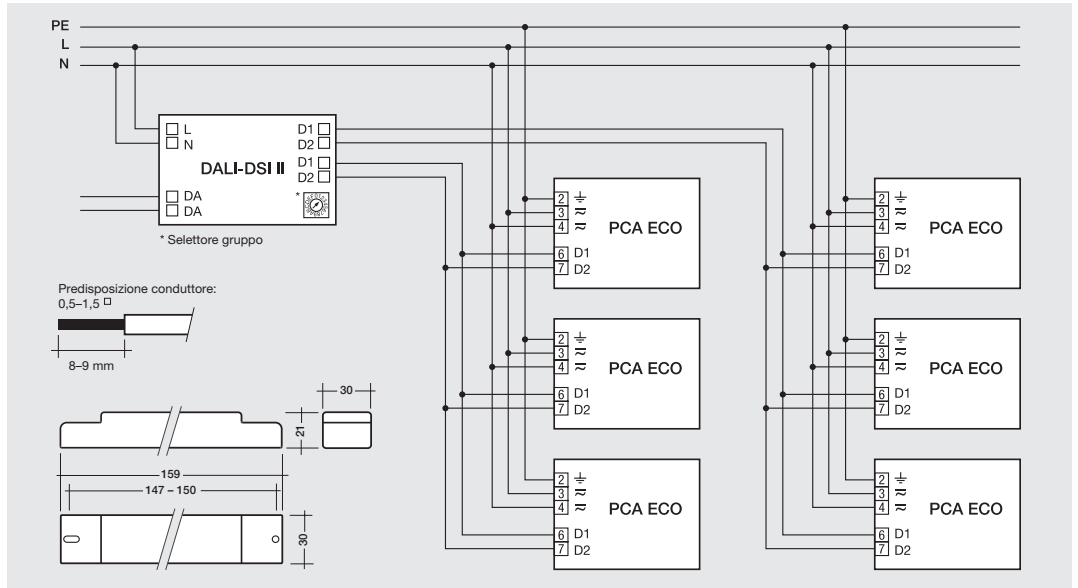 PE
L
N
L
N
D1
D2
DALI-DSI II
D1
D2
DA
DA
*
* Selettore gruppo
Predisposizione conduttore:
0,5–1,5 □
8–9 mm
30
21
159
147 – 150
30
2
3
4
PCA ECO
6 D1
7 D2
2
3
4
PCA ECO
6 D1
7 D2
2
3
4
PCA ECO
6 D1
7 D2
2
3
4
PCA ECO
6 D1
7 D2
2
3
4
PCA ECO
6 D1
7 D2
2
3
4
PCA ECO
6 D1
7 D2